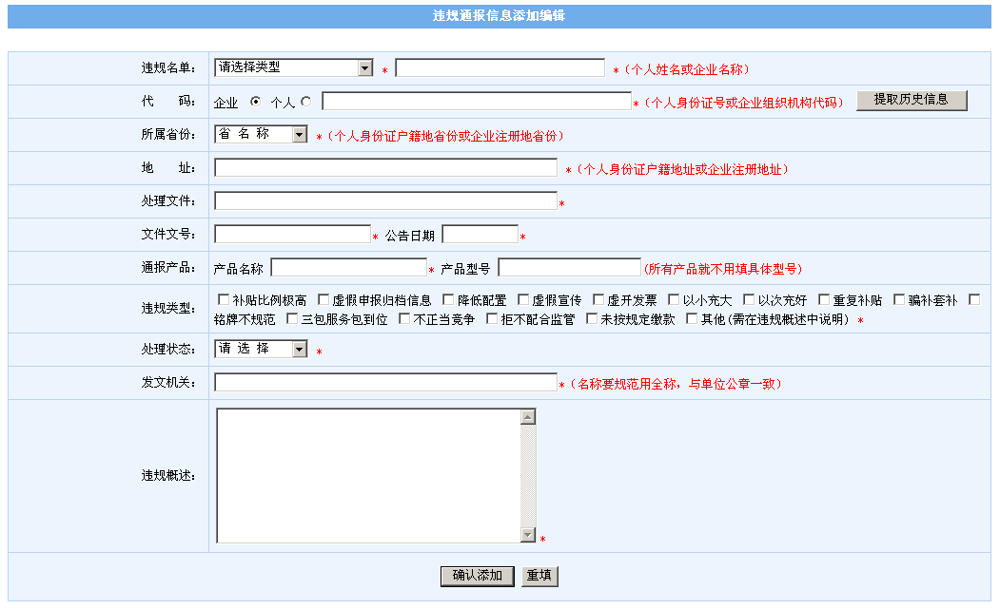 违规通报信息添加编辑
违规名单： 请选择类型 * *（个人姓名或企业名称）
代　　码： 企业 个人 *（个人身份证号或企业组织机构代码） 提取历史信息
所属省份： 省 名 称 *（个人身份证户籍地省份或企业注册地省份）
地　　址： *（个人身份证户籍地址或企业注册地址）
处理文件： *
文件文号： * 公告日期 *
通报产品： 产品名称 * 产品型号 (所有产品就不用填具体型号)
违规类型： 补贴比例极高 虚假申报归档信息 降低配置 虚假宣传 虚开发票 以小充大 以次充好 重复补贴 骗补套补
铭牌不规范 三包服务包到位 不正当竞争 拒不配合监管 未按规定缴款 其他(需在违规概述中说明) *
处理状态： 请 选 择 *
发文机关： *（名称要规范用全称，与单位公章一致）
违规概述： *
确认添加 重填